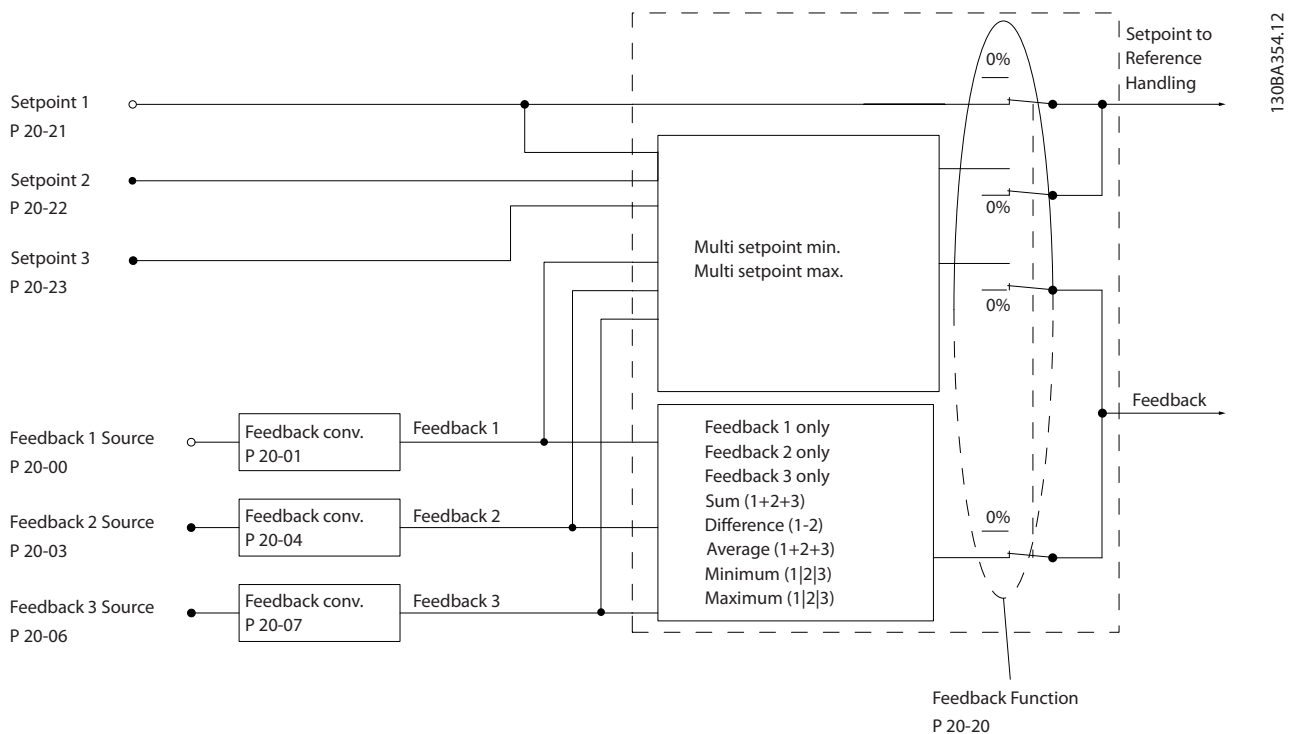 130BA354.12
Setpoint to
Reference
Handling
0%
Setpoint 1
P 20-21
Setpoint 2
P 20-22
0%
Setpoint 3
P 20-23
Multi setpoint min.
Multi setpoint max.
0%
Feedback
Feedback 1 Source
P 20-00
Feedback conv.
P 20-01
Feedback 1
Feedback 2 Source
P 20-03
Feedback conv.
P 20-04
Feedback 2
Feedback 3 Source
P 20-06
Feedback conv.
P 20-07
Feedback 3
Feedback 1 only
Feedback 2 only
Feedback 3 only
Sum (1+2+3)
Difference (1-2)
Average (1+2+3)
Minimum (1|2|3)
Maximum (1|2|3)
0%
Feedback Function
P 20-20